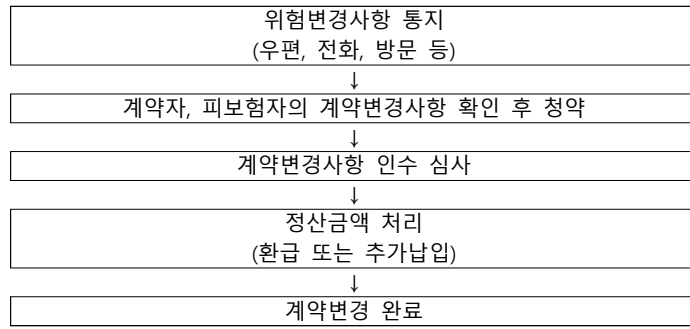 위험변경사항 통지
(우편, 전화, 방문 등)
↓
계약자, 피보험자의 계약변경사항 확인 후 청약
↓
계약변경사항 인수 심사
↓
정산금액 처리
(환급 또는 추가납입)
↓
계약변경 완료